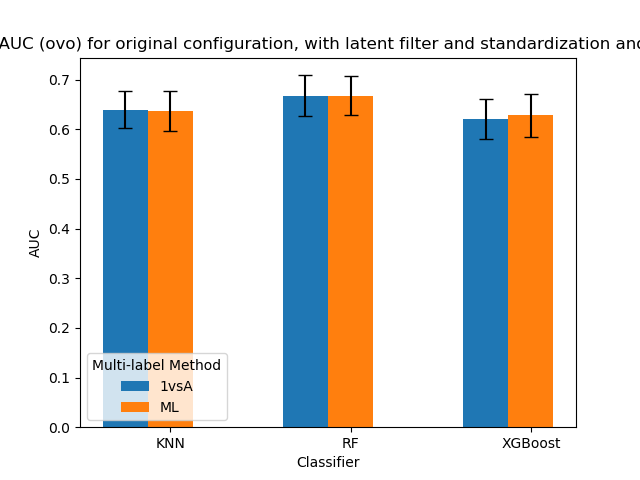 AUC (ovo) for original configuration, with latent filter and standardization and
0.7
0.6
0.5
0.4
0.3
0.2
0.1
0.0
AUC
Multi-label Method
1vsA
ML
KNN
RF
XGBoost
Classifier